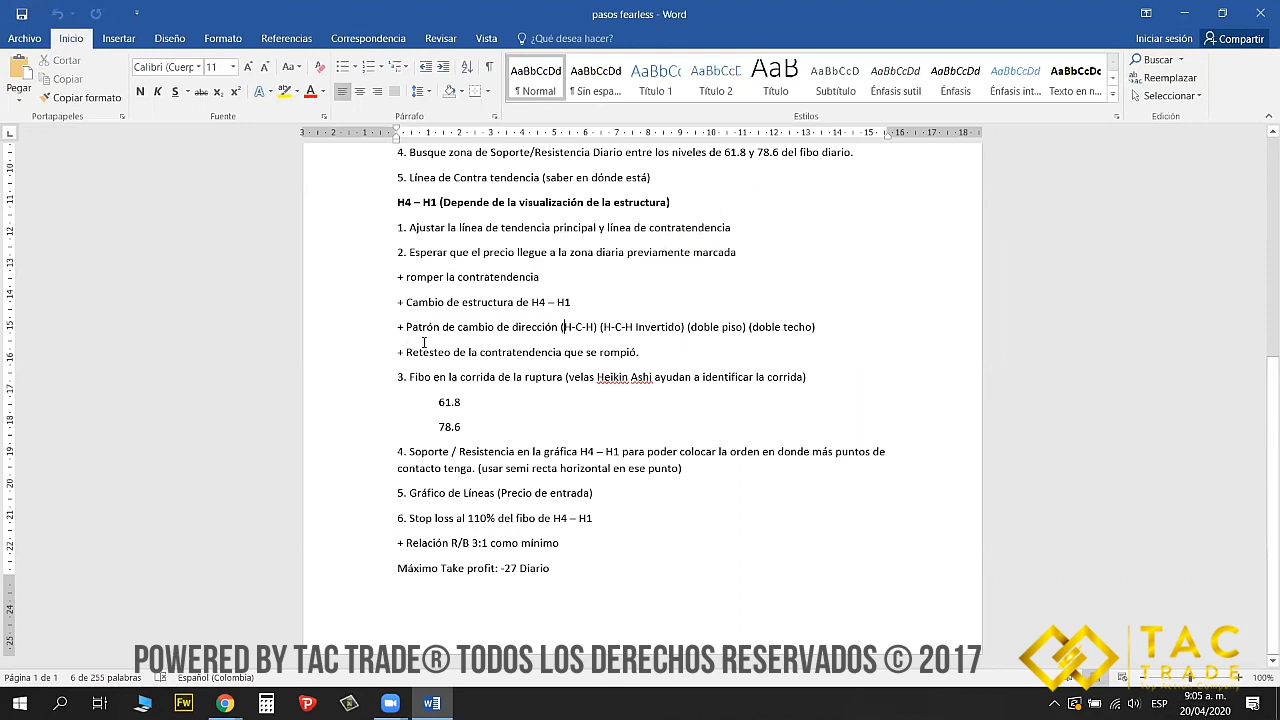 pasos fearless - Word
Archivo Inicio Insertar Diseño Formato Referencias Correspondencia Revisar Vista ¿Qué desea hacer? Iniciar sesión Compartir
Pegar Cortar Copiar Copiar formato
Calibri (Cuerp 11
AaBbCcDd AaBbCcDd AaBbCc AaBbCcD AaB AaBbCcD AaBbCcDd AaBbCcDd AaBbCcDd AaBbCcDc
¶ Normal ¶ Sin espa... Título 1 Título 2 Título Subtítulo Énfasis sutil Énfasis Énfasis int... Texto en n...
Buscar
Reemplazar
Seleccionar
Portapapeles Fuente Párrafo Estilos Edición
4. Busque zona de Soporte/Resistencia Diario entre los niveles de 61.8 y 78.6 del fibo diario.
5. Línea de Contra tendencia (saber en dónde está)
H4 – H1 (Depende de la visualización de la estructura)
1. Ajustar la línea de tendencia principal y línea de contratendencia
2. Esperar que el precio llegue a la zona diaria previamente marcada
+ romper la contratendencia
+ Cambio de estructura de H4 – H1
+ Patrón de cambio de dirección (H-C-H) (H-C-H Invertido) (doble piso) (doble techo)
+ Retesteo de la contratendencia que se rompió.
3. Fibo en la corrida de la ruptura (velas Heikin Ashi ayudan a identificar la corrida)
61.8
78.6
4. Soporte / Resistencia en la gráfica H4 – H1 para poder colocar la orden en donde más puntos de
contacto tenga. (usar semi recta horizontal en ese punto)
5. Gráfico de Líneas (Precio de entrada)
6. Stop loss al 110% del fibo de H4 – H1
+ Relación R/B 3:1 como mínimo
Máximo Take profit: -27 Diario
POWERED BY TAC TRADE® TODOS LOS DERECHOS RESERVADOS © 2017
TAC
TRADE
Top Action Company
Página 1 de 1 6 de 255 palabras Español (Colombia) 100%
ESP 9:05 a. m.
20/04/2020